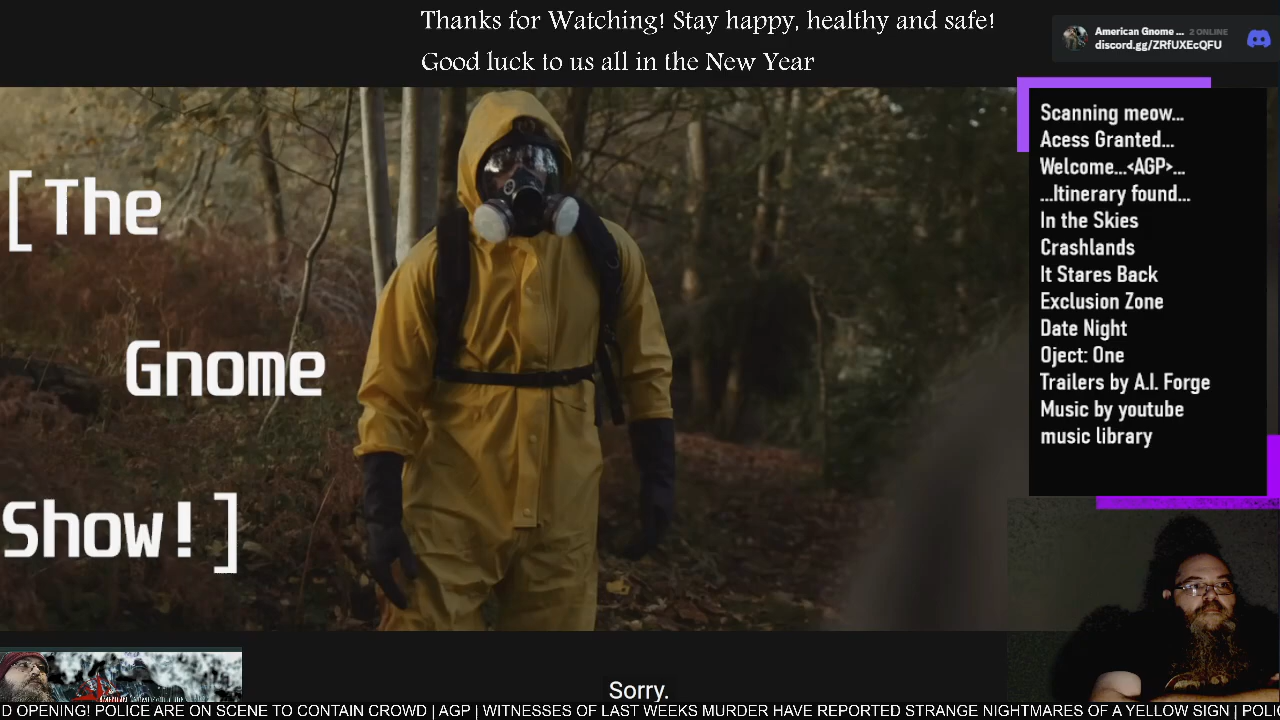 Thanks for Watching! Stay happy, healthy and safe!
Good luck to us all in the New Year
American Gnome ... 2 ONLINE
discord.gg/ZRfUXEcQFU
[The
Gnome
Show!]
Scanning meow...
Acess Granted...
Welcome...<AGP>...
...Itinerary found...
In the Skies
Crashlands
It Stares Back
Exclusion Zone
Date Night
Oject: One
Trailers by A.I. Forge
Music by youtube
music library
Sorry.
D OPENING! POLICE ARE ON SCENE TO CONTAIN CROWD | AGP | WITNESSES OF LAST WEEKS MURDER HAVE REPORTED STRANGE NIGHTMARES OF A YELLOW SIGN | POLIC